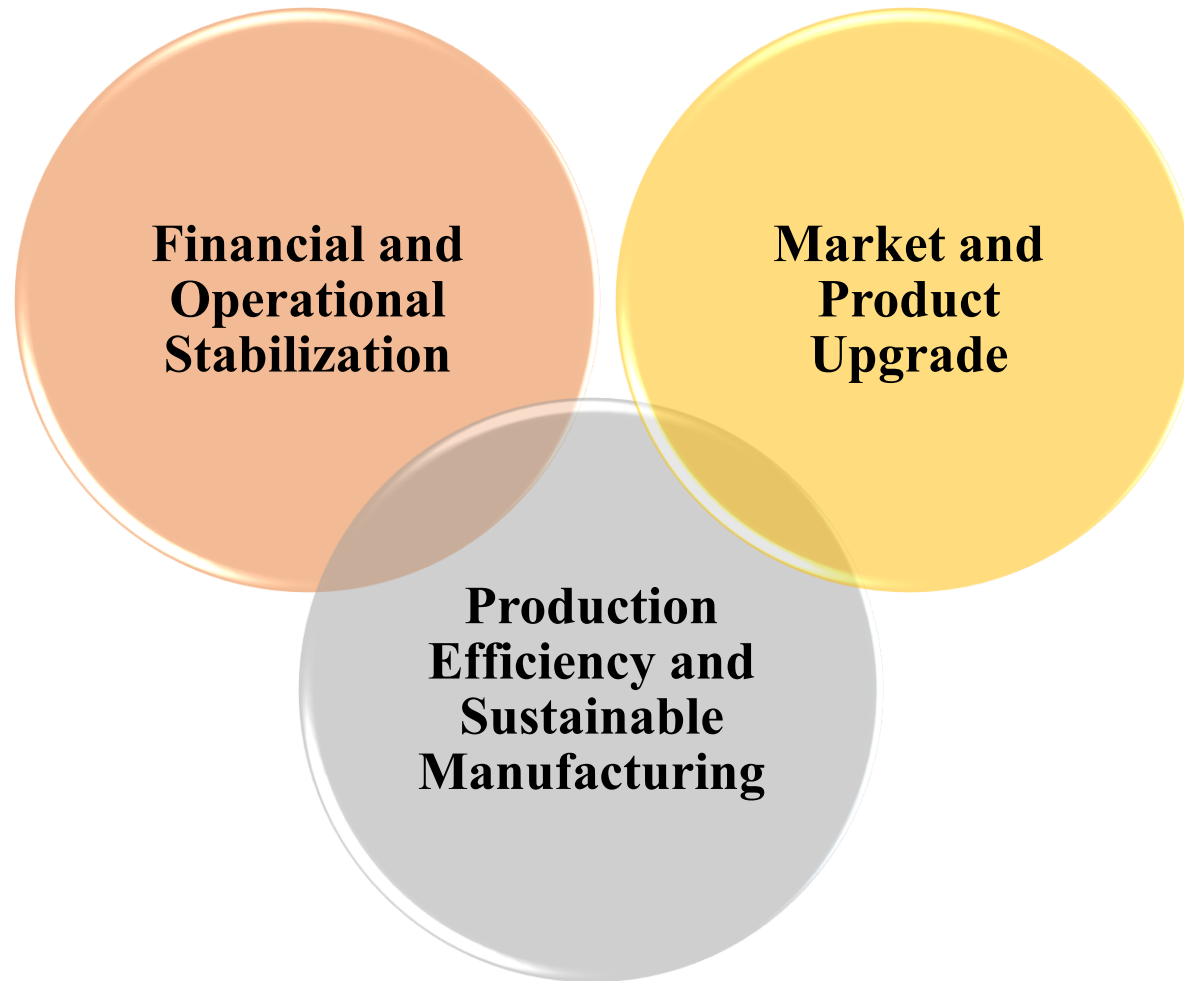 Financial and
Operational
Stabilization
Market and
Product
Upgrade
Production
Efficiency and
Sustainable
Manufacturing